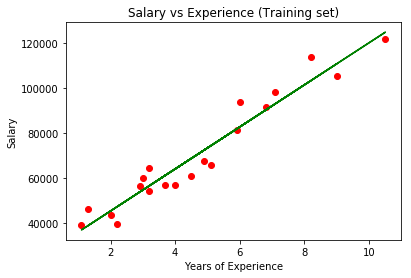 Salary vs Experience (Training set)
120000
100000
80000
60000
40000
Salary
2 4 6 8 10
Years of Experience